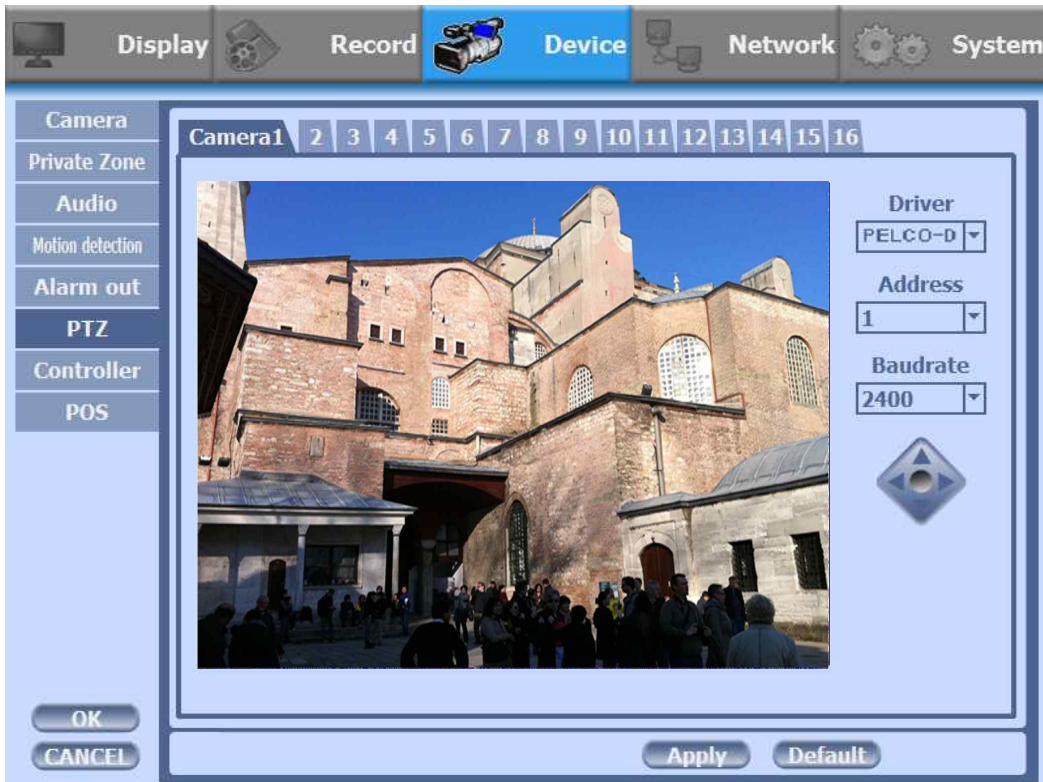 Display Record Device Network System
Camera
Private Zone
Audio
Motion detection
Alarm out
PTZ
Controller
POS
OK
CANCEL
Camera1 2 3 4 5 6 7 8 9 10 11 12 13 14 15 16
Driver
PELCO-D
Address
1
Baudrate
2400
Apply Default